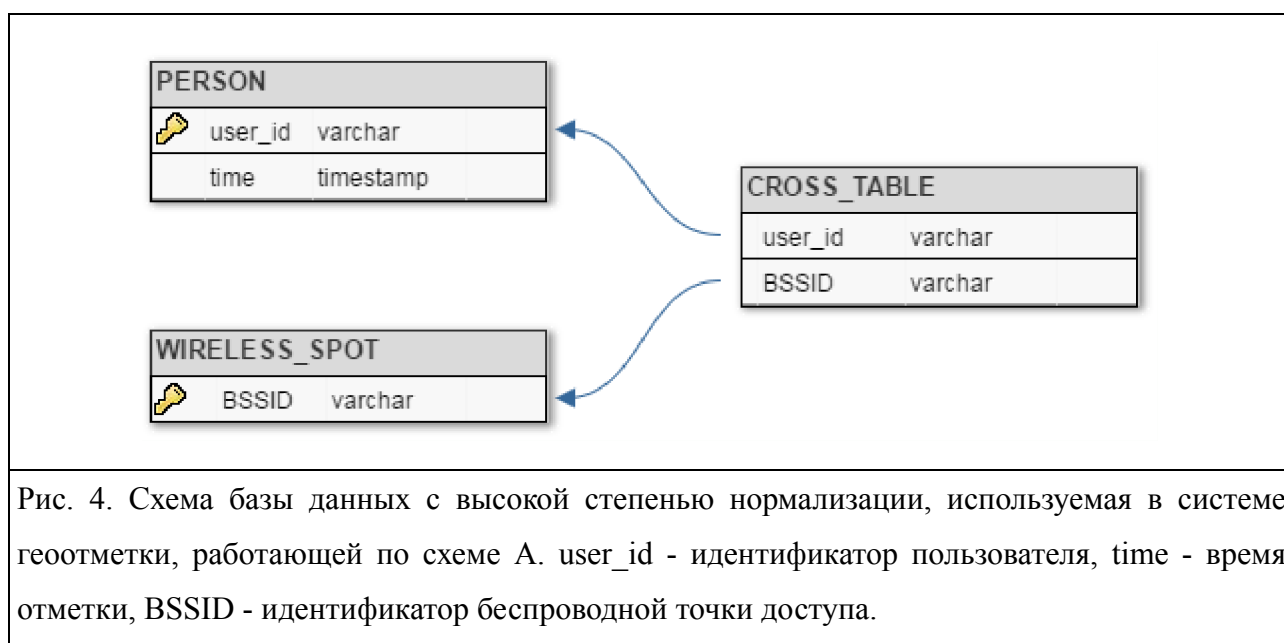 PERSON
user_id varchar
time timestamp
CROSS_TABLE
user_id varchar
BSSID varchar
WIRELESS_SPOT
BSSID varchar
Рис. 4. Схема базы данных с высокой степенью нормализации, используемая в системе
геоотметки, работающей по схеме А. user_id - идентификатор пользователя, time - время
отметки, BSSID - идентификатор беспроводной точки доступа.